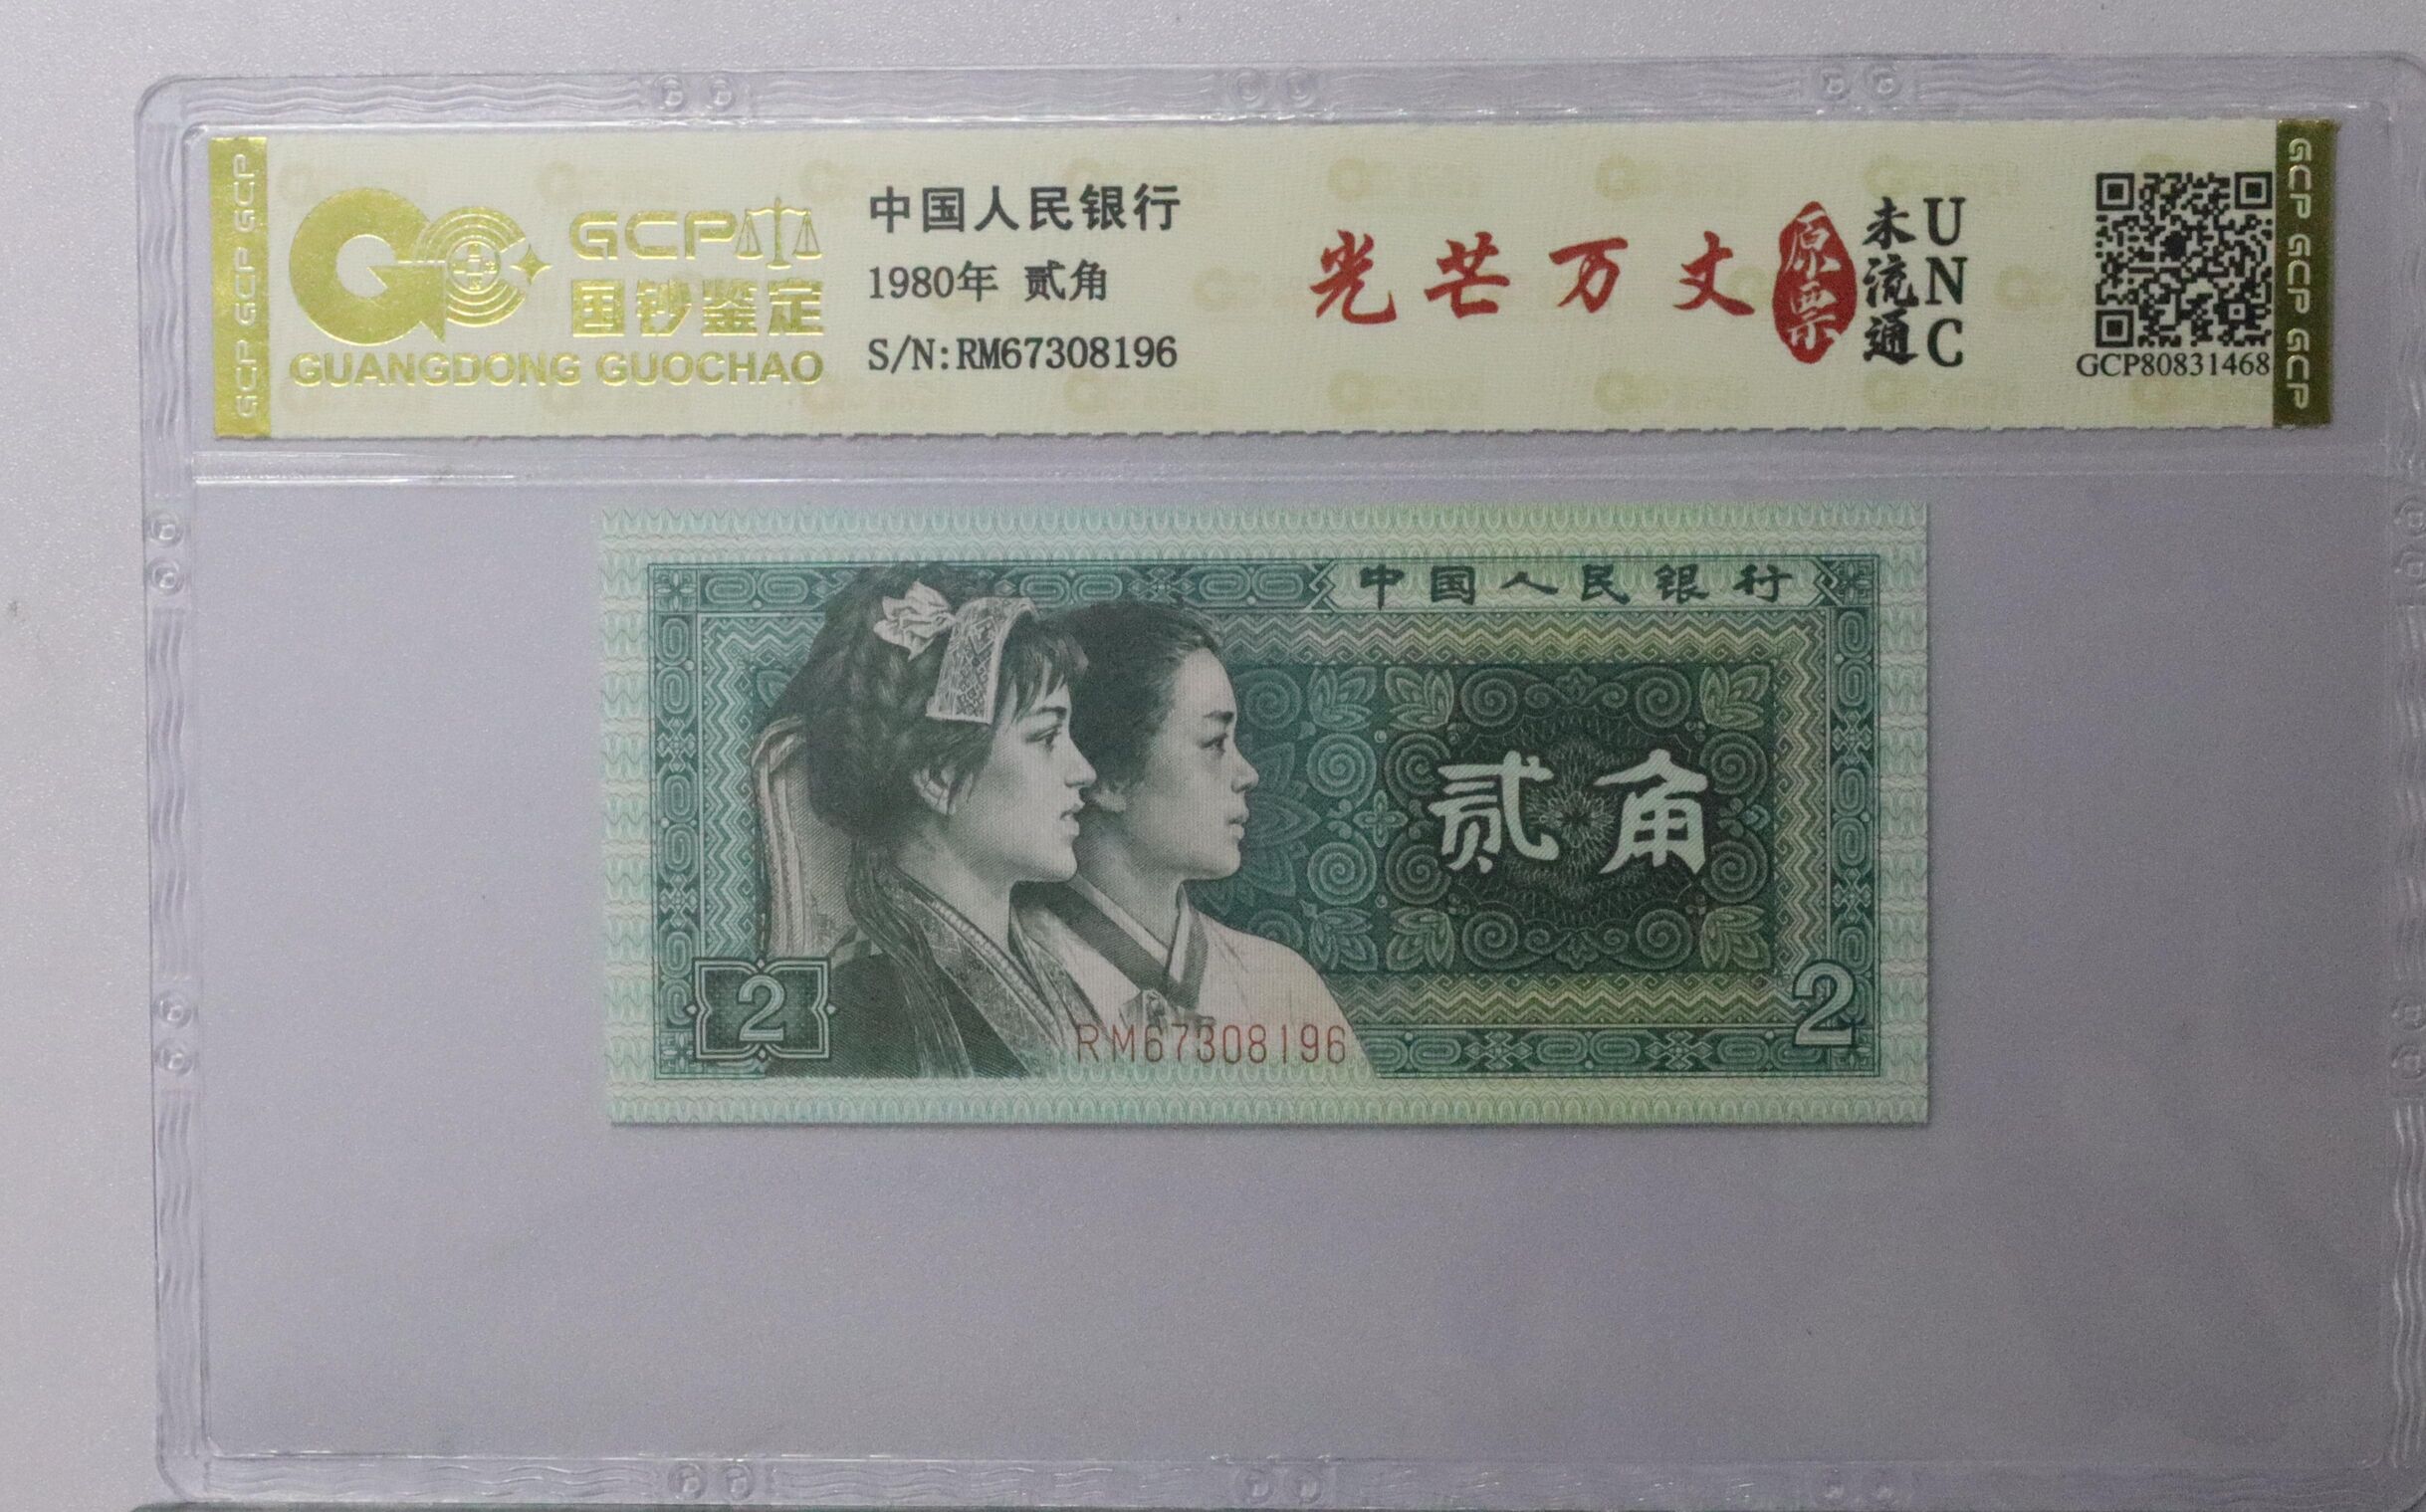 GCP GCP GCP
GCP
国钞鉴定
GUANGDONG GUOCHAO
中国人民银行
1980年 贰角
S/N:RM67308196
光芒万丈
原票
未流通
UNC
GCP80831468
GCP GCP GCP
中国人民银行
贰角
2
2
RM67308196